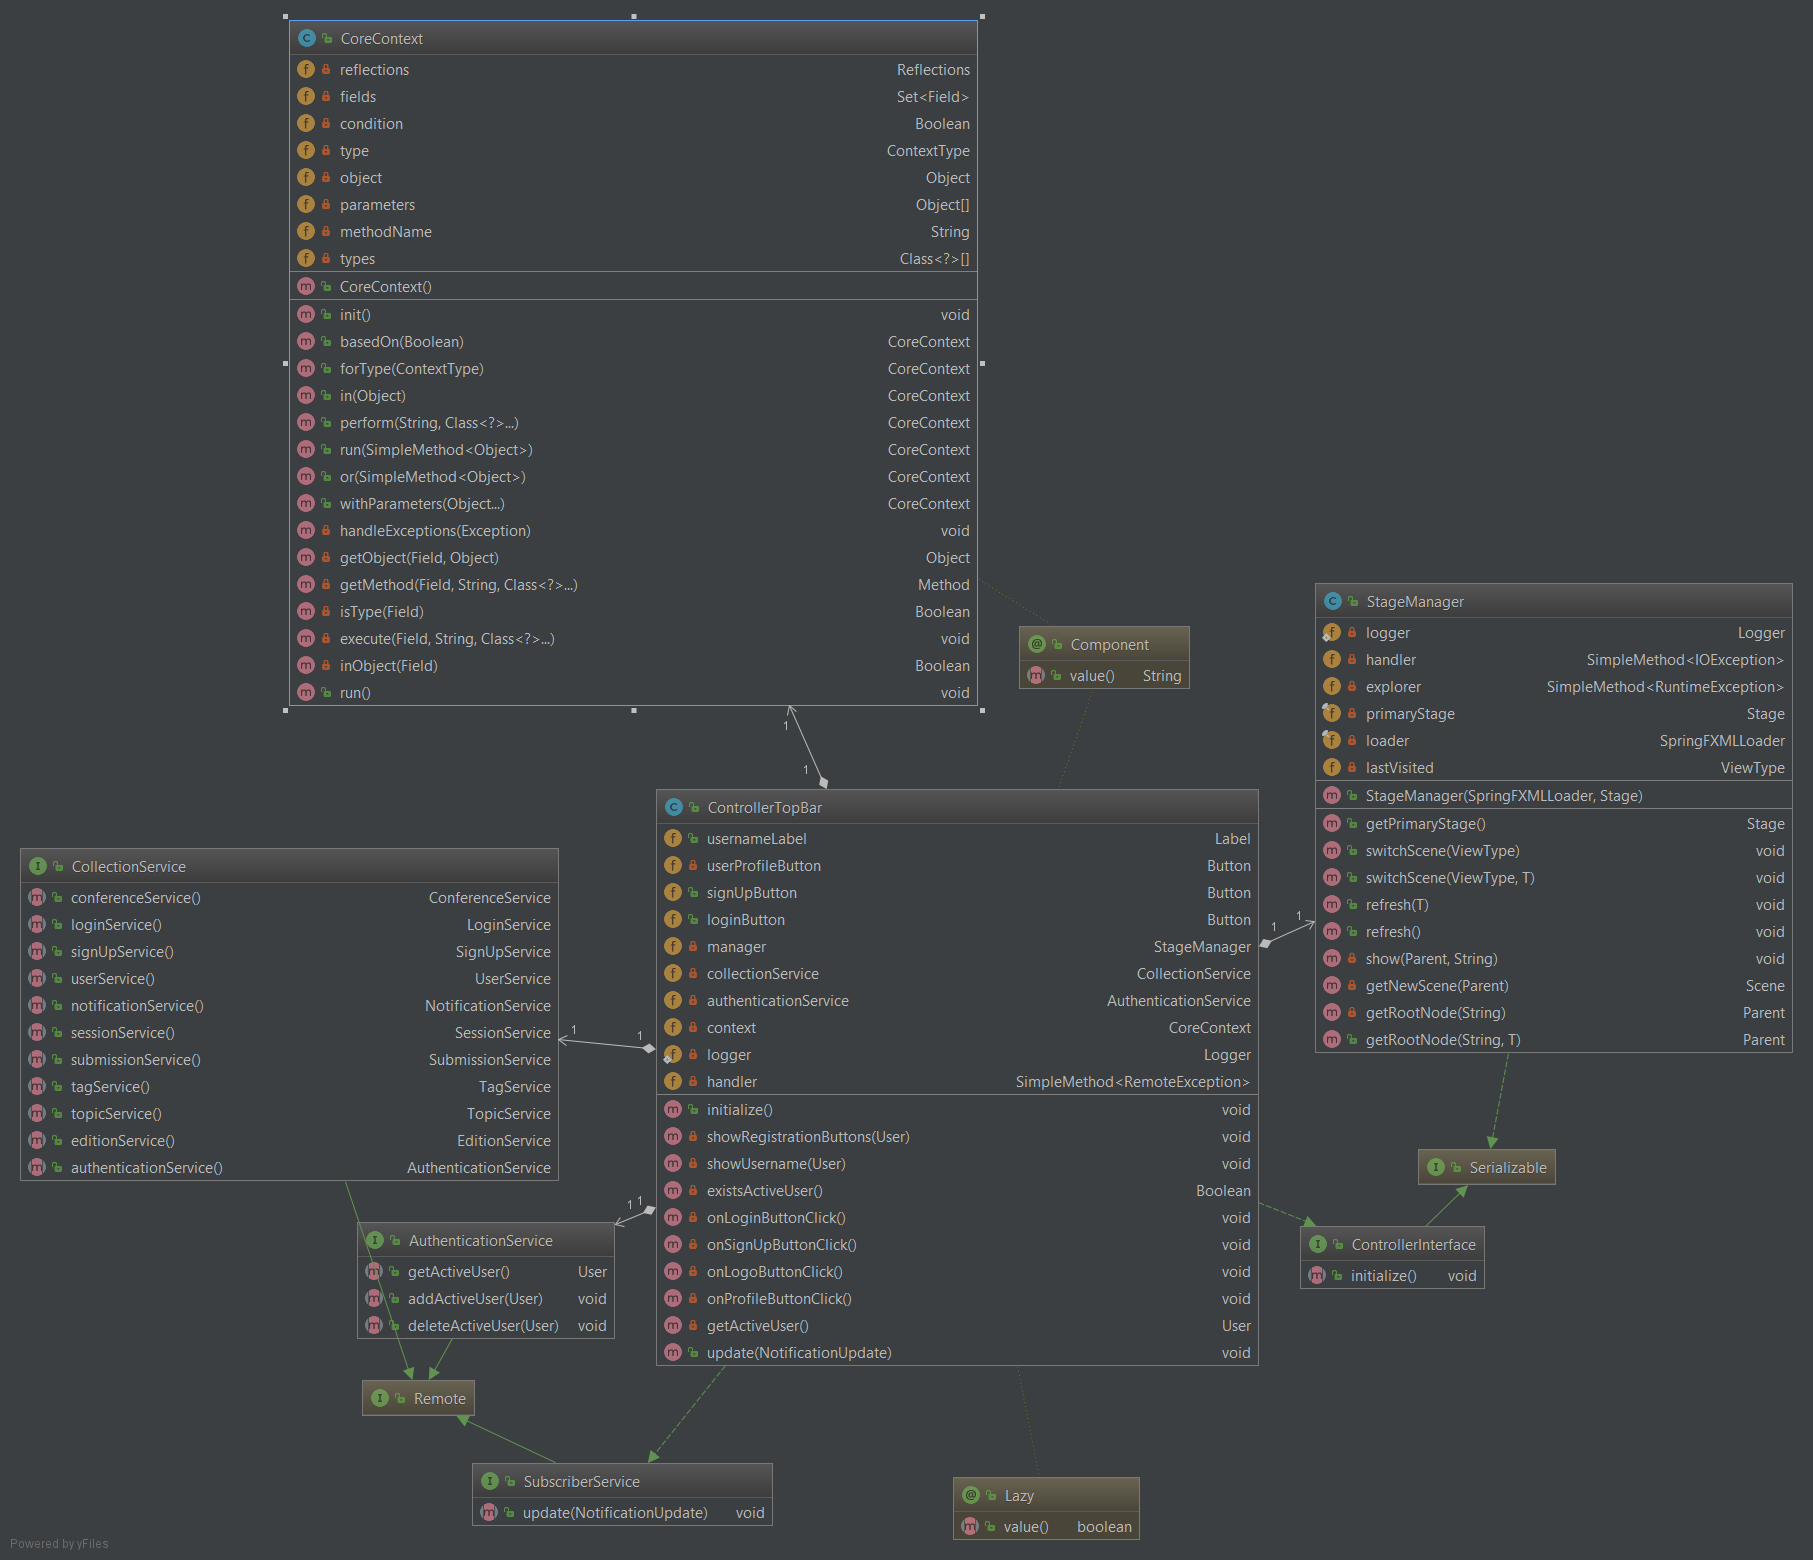 CoreContext
reflections Reflections
fields Set<Field>
condition Boolean
type ContextType
object Object
parameters Object[]
methodName String
types Class<?>[]
CoreContext()
init() void
basedOn(Boolean) CoreContext
forType(ContextType) CoreContext
in(Object) CoreContext
perform(String, Class<?>...) CoreContext
run(SimpleMethod<Object>) CoreContext
or(SimpleMethod<Object>) CoreContext
withParameters(Object...) CoreContext
handleExceptions(Exception) void
getObject(Field, Object) Object
getMethod(Field, String, Class<?>...) Method
isType(Field) Boolean
execute(Field, String, Class<?>...) void
inObject(Field) Boolean
run() void
Component
value() String
StageManager
logger Logger
handler SimpleMethod<IOException>
explorer SimpleMethod<RuntimeException>
primaryStage Stage
loader SpringFXMLLoader
lastVisited ViewType
StageManager(SpringFXMLLoader, Stage)
getPrimaryStage() Stage
switchScene(ViewType) void
switchScene(ViewType, T) void
refresh(T) void
refresh() void
show(Parent, String) void
getNewScene(Parent) Scene
getRootNode(String) Parent
getRootNode(String, T) Parent
1
1
ControllerTopBar
usernameLabel Label
userProfileButton Button
signUpButton Button
loginButton Button
manager StageManager
collectionService CollectionService
authenticationService AuthenticationService
context CoreContext
logger Logger
handler SimpleMethod<RemoteException>
initialize() void
showRegistrationButtons(User) void
showUsername(User) void
existsActiveUser() Boolean
onLoginButtonClick() void
onSignUpButtonClick() void
onLogoButtonClick() void
onProfileButtonClick() void
getActiveUser() User
update(NotificationUpdate) void
1 1
CollectionService
conferenceService() ConferenceService
loginService() LoginService
signUpService() SignUpService
userService() UserService
notificationService() NotificationService
sessionService() SessionService
submissionService() SubmissionService
tagService() TagService
topicService() TopicService
editionService() EditionService
authenticationService() AuthenticationService
1 1
1 1
AuthenticationService
getActiveUser() User
addActiveUser(User) void
deleteActiveUser(User) void
Serializable
ControllerInterface
initialize() void
Remote
SubscriberService
update(NotificationUpdate) void
Lazy
value() boolean
Powered by yFiles